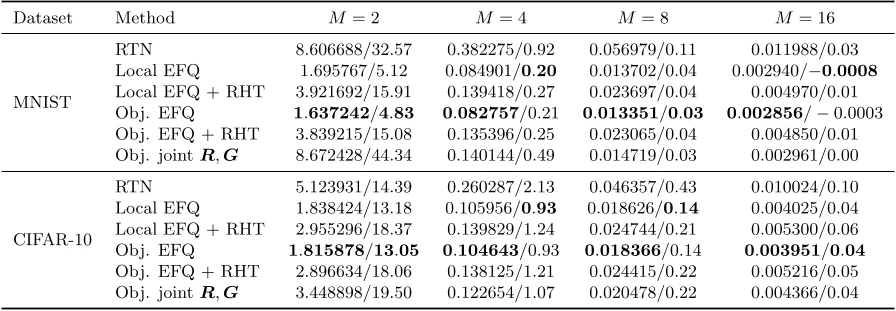 Dataset Method M = 2 M = 4 M = 8 M = 16
RTN 8.606688/32.57 0.382275/0.92 0.056979/0.11 0.011988/0.03
Local EFQ 1.695767/5.12 0.084901/0.20 0.013702/0.04 0.002940/−0.0008
Local EFQ + RHT 3.921692/15.91 0.139418/0.27 0.023697/0.04 0.004970/0.01
MNIST
Obj. EFQ 1.637242/4.83 0.082757/0.21 0.013351/0.03 0.002856/ − 0.0003
Obj. EFQ + RHT 3.839215/15.08 0.135396/0.25 0.023065/0.04 0.004850/0.01
Obj. joint R, G 8.672428/44.34 0.140144/0.49 0.014719/0.03 0.002961/0.00
RTN 5.123931/14.39 0.260287/2.13 0.046357/0.43 0.010024/0.10
Local EFQ 1.838424/13.18 0.105956/0.93 0.018626/0.14 0.004025/0.04
Local EFQ + RHT 2.955296/18.37 0.139829/1.24 0.024744/0.21 0.005300/0.06
CIFAR-10
Obj. EFQ 1.815878/13.05 0.104643/0.93 0.018366/0.14 0.003951/0.04
Obj. EFQ + RHT 2.896634/18.06 0.138125/1.21 0.024415/0.22 0.005216/0.05
Obj. joint R, G 3.448898/19.50 0.122654/1.07 0.020478/0.22 0.004366/0.04